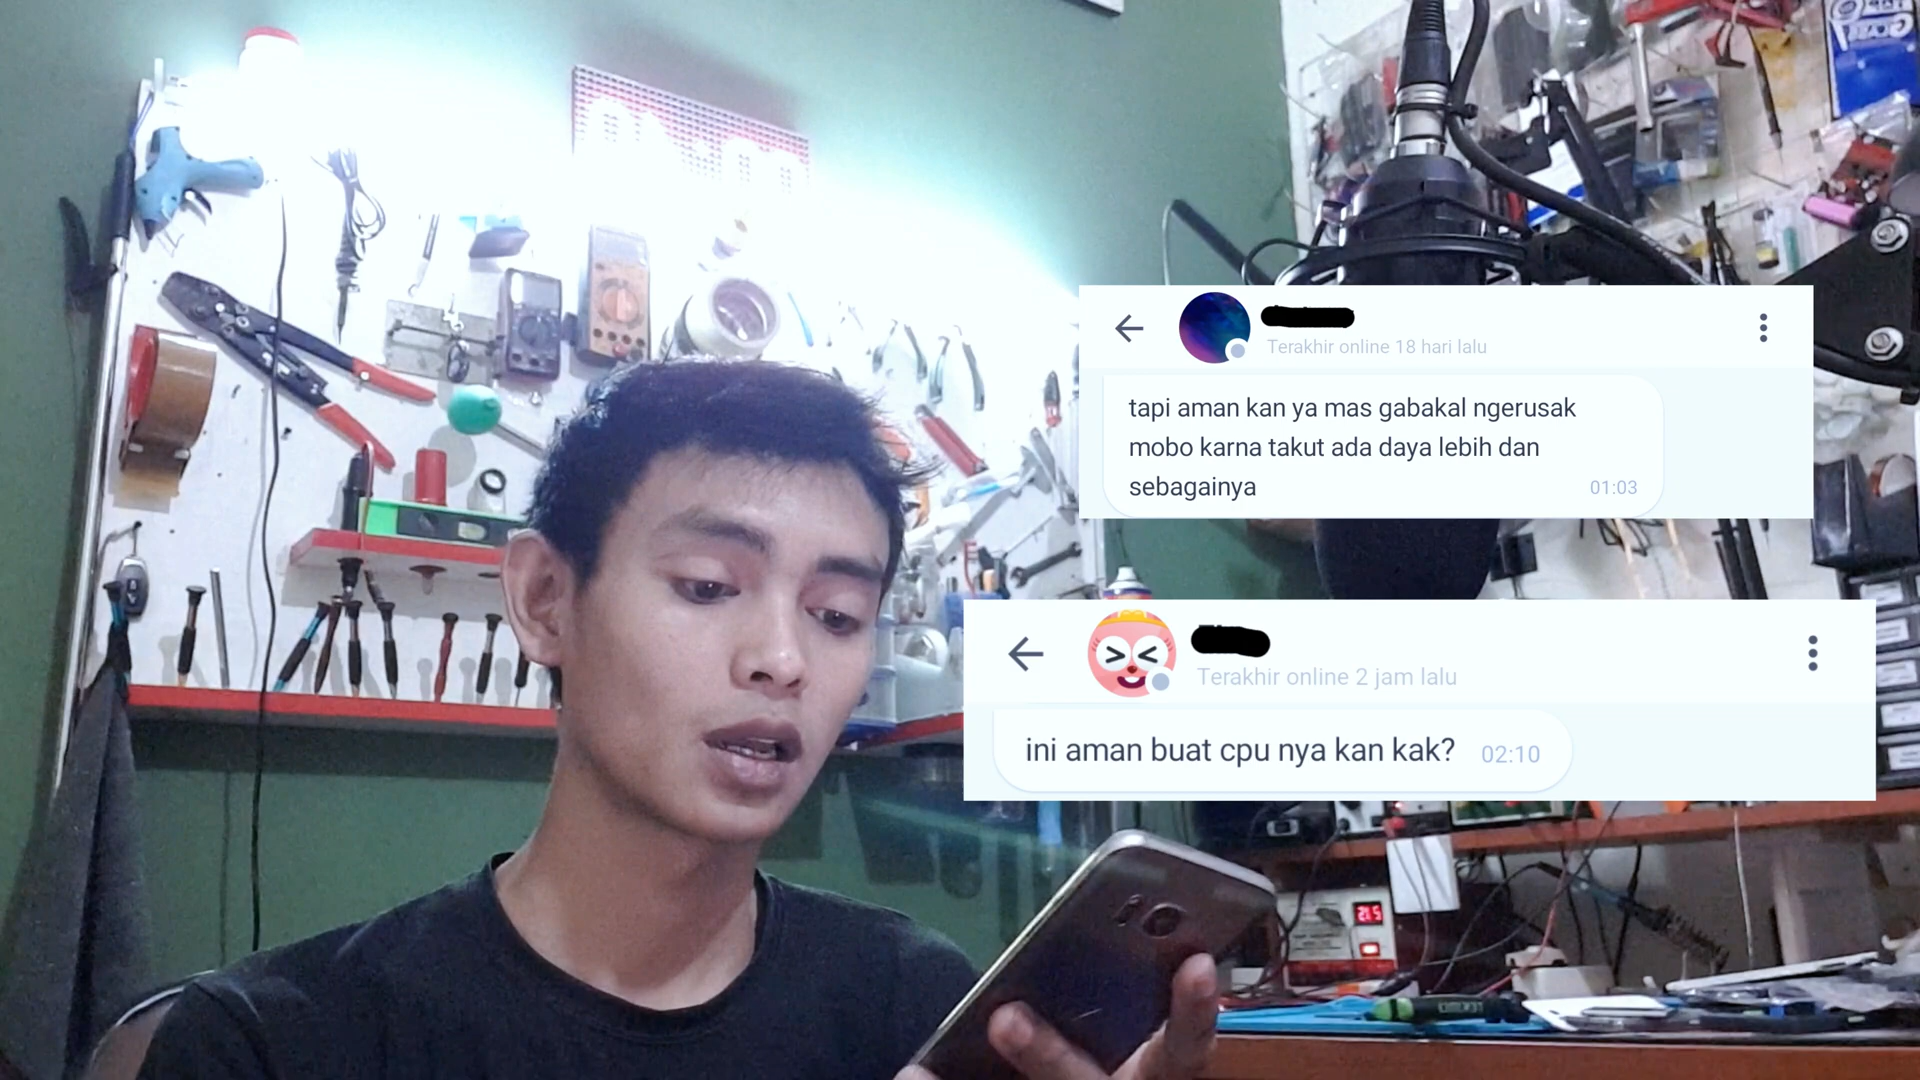 Terakhir online 18 hari lalu
tapi aman kan ya mas gabakal ngerusak
mobo karna takut ada daya lebih dan
sebagainya
01:03
Terakhir online 2 jam lalu
ini aman buat cpu nya kan kak? 02:10